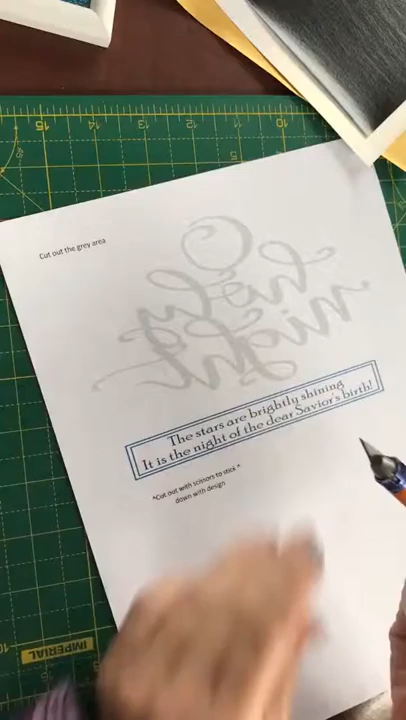 15 14 13 12 11 10
Cut out the grey area
O
holy
night
The stars are brightly shining
It is the night of the dear Savior's birth!
^Cut out with scissors to stick ^
down with design
IMPERIAL